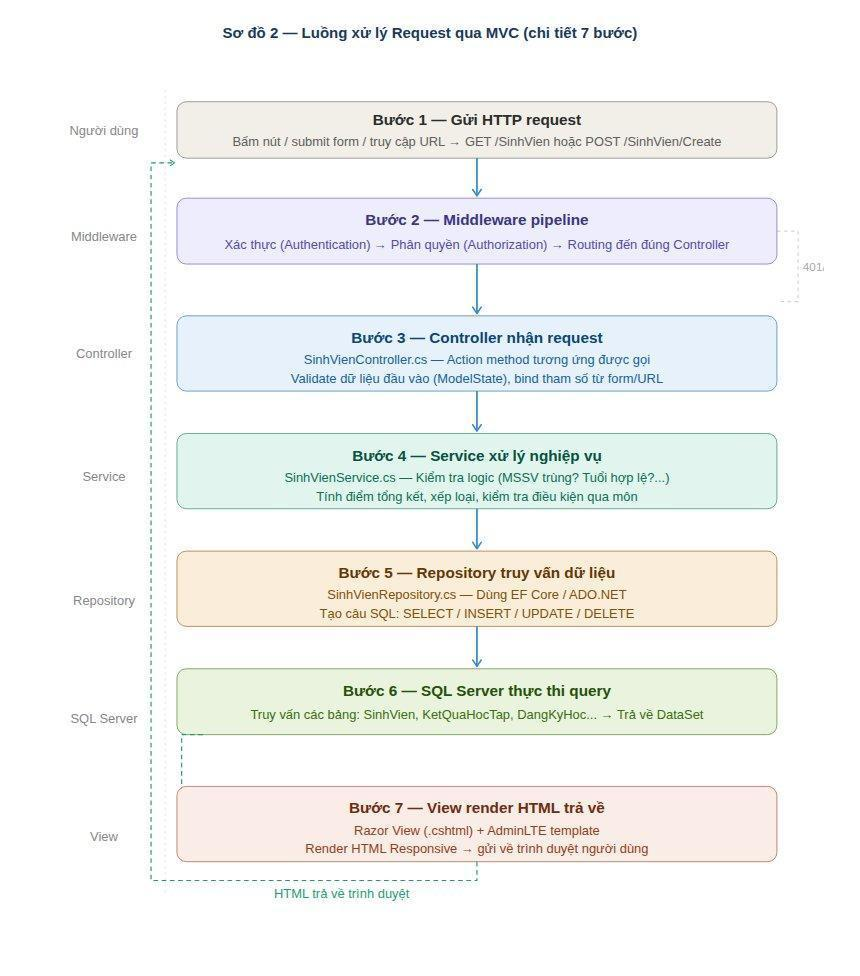 Sơ đồ 2 — Luồng xử lý Request qua MVC (chi tiết 7 bước)
Người dùng
Bước 1 — Gửi HTTP request
Bấm nút / submit form / truy cập URL → GET /SinhVien hoặc POST /SinhVien/Create
Middleware
Bước 2 — Middleware pipeline
Xác thực (Authentication) → Phân quyền (Authorization) → Routing đến đúng Controller
401/
Controller
Bước 3 — Controller nhận request
SinhVienController.cs — Action method tương ứng được gọi
Validate dữ liệu đầu vào (ModelState), bind tham số từ form/URL
Service
Bước 4 — Service xử lý nghiệp vụ
SinhVienService.cs — Kiểm tra logic (MSSV trùng? Tuổi hợp lệ?...)
Tính điểm tổng kết, xếp loại, kiểm tra điều kiện qua môn
Repository
Bước 5 — Repository truy vấn dữ liệu
SinhVienRepository.cs — Dùng EF Core / ADO.NET
Tạo câu SQL: SELECT / INSERT / UPDATE / DELETE
SQL Server
Bước 6 — SQL Server thực thi query
Truy vấn các bảng: SinhVien, KetQuaHocTap, DangKyHoc... → Trả về DataSet
View
Bước 7 — View render HTML trả về
Razor View (.cshtml) + AdminLTE template
Render HTML Responsive → gửi về trình duyệt người dùng
HTML trả về trình duyệt